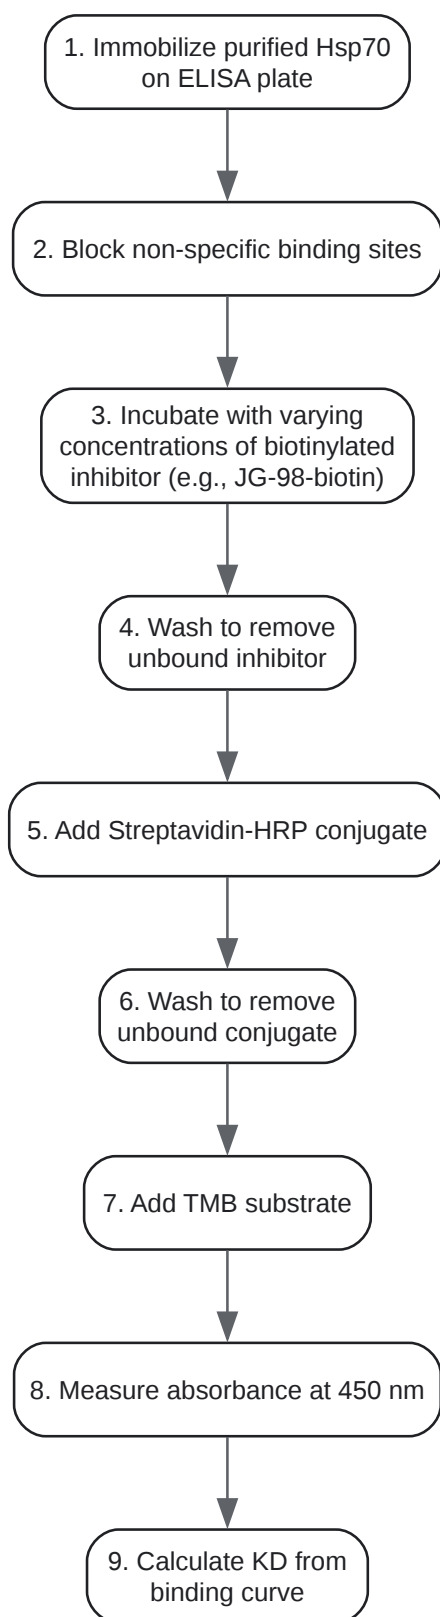 1. Immobilize purified Hsp70
on ELISA plate
2. Block non-specific binding sites
3. Incubate with varying
concentrations of biotinylated
inhibitor (e.g., JG-98-biotin)
4. Wash to remove
unbound inhibitor
5. Add Streptavidin-HRP conjugate
6. Wash to remove
unbound conjugate
7. Add TMB substrate
8. Measure absorbance at 450 nm
9. Calculate KD from
binding curve